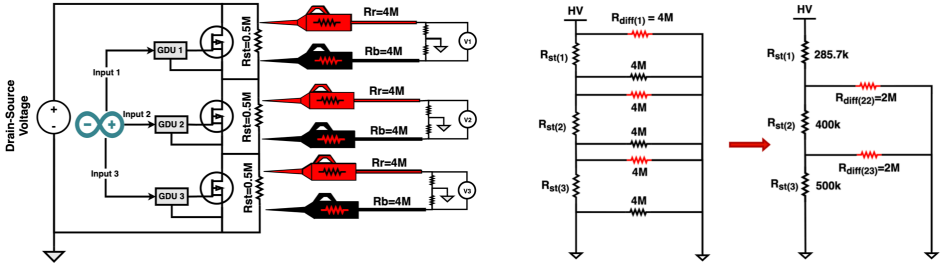 Drain-Source
Voltage
+
-
Input 1
Input 2
Input 3
GDU 1
GDU 2
GDU 3
Rst=0.5M
Rst=0.5M
Rst=0.5M
Rr=4M
Rb=4M
V1
Rr=4M
Rb=4M
V2
Rr=4M
Rb=4M
V3
HV
Rdiff(1) = 4M
Rst(1)
4M
4M
Rst(2)
4M
4M
Rst(3)
4M
HV
Rst(1) 285.7k
Rdiff(22)=2M
Rst(2) 400k
Rdiff(23)=2M
Rst(3) 500k